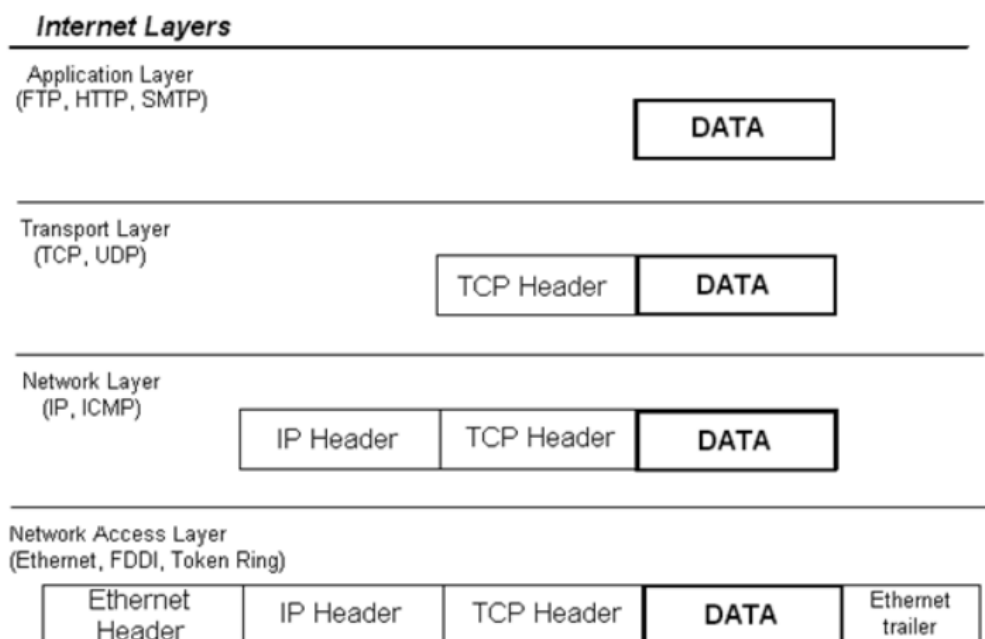 Internet Layers
Application Layer
(FTP, HTTP, SMTP)
DATA
Transport Layer
(TCP, UDP)
TCP Header
DATA
Network Layer
(IP, ICMP)
IP Header
TCP Header
DATA
Network Access Layer
(Ethernet, FDDI, Token Ring)
Ethernet
Header
IP Header
TCP Header
DATA
Ethernet
trailer